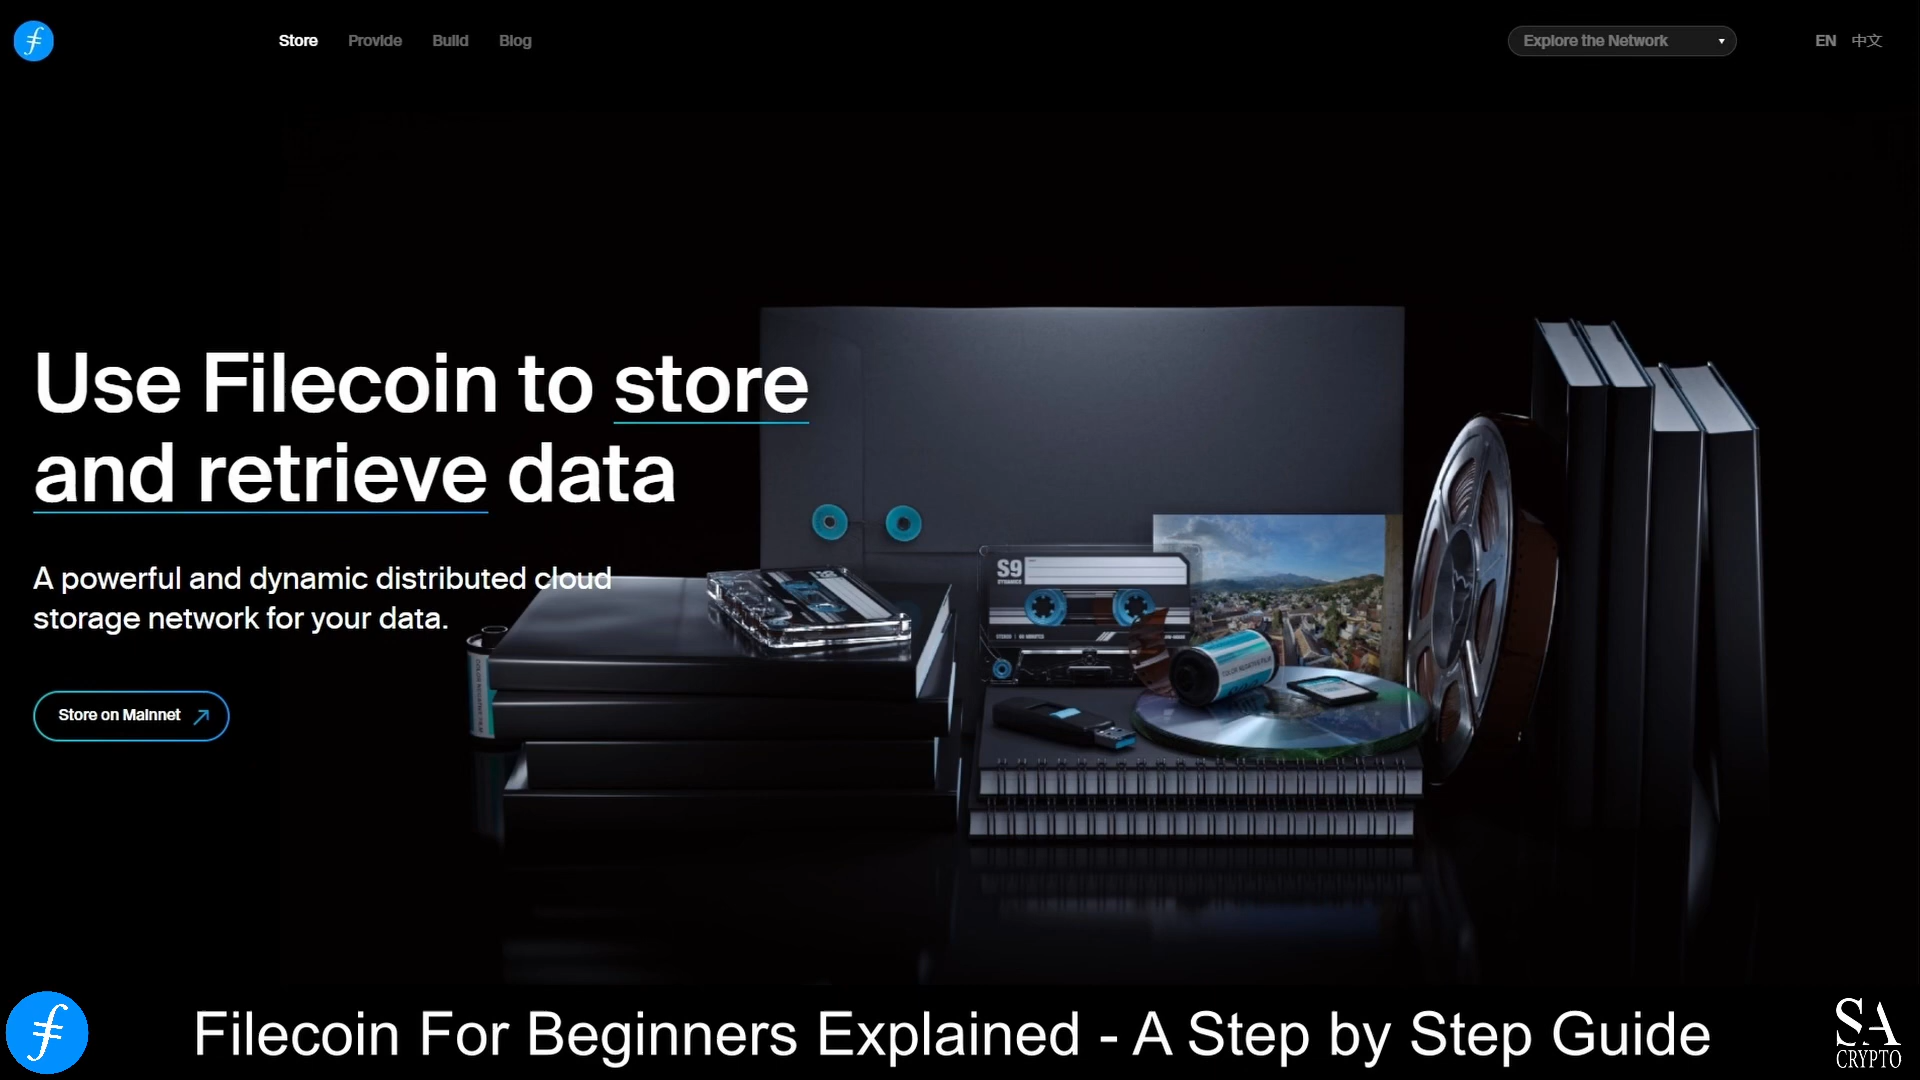 Store Provide Build Blog
Explore the Network
EN 中文
Use Filecoin to store
and retrieve data
A powerful and dynamic distributed cloud
storage network for your data.
Store on Mainnet
S9
DYNAMICS
Filecoin For Beginners Explained - A Step by Step Guide
SA
CRYPTO